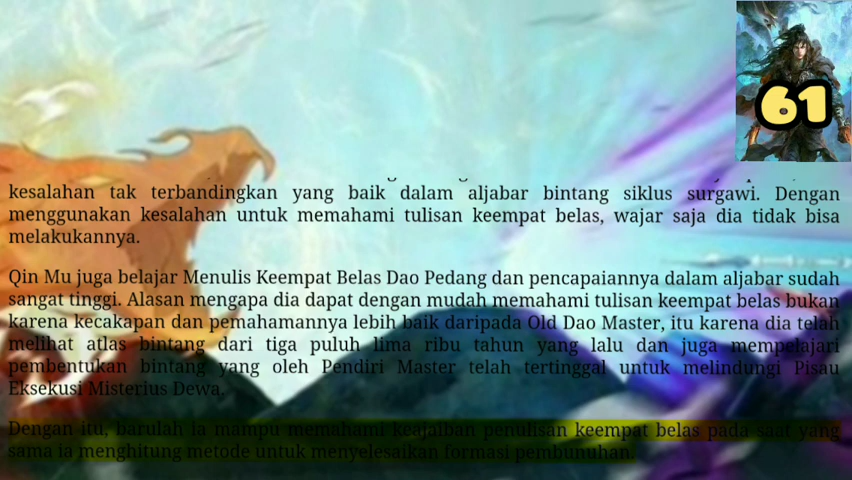 61
kesalahan tak terbandingkan yang baik dalam aljabar bintang siklus surgawi. Dengan
menggunakan kesalahan untuk memahami tulisan keempat belas, wajar saja dia tidak bisa
melakukannya.
Qin Mu juga belajar Menulis Keempat Belas Dao Pedang dan pencapaiannya dalam aljabar sudah
sangat tinggi. Alasan mengapa dia dapat dengan mudah memahami tulisan keempat belas bukan
karena kecakapan dan pemahamannya lebih baik daripada Old Dao Master, itu karena dia telah
melihat atlas bintang dari tiga puluh lima ribu tahun yang lalu dan juga mempelajari
pembentukan bintang yang oleh Pendiri Master telah tertinggal untuk melindungi Pisau
Eksekusi Misterius Dewa.
Dengan itu, barulah ia mampu memahami keajaiban penulisan keempat belas pada saat yang
sama ia menghitung metode untuk menyelesaikan formasi pembunuhan.